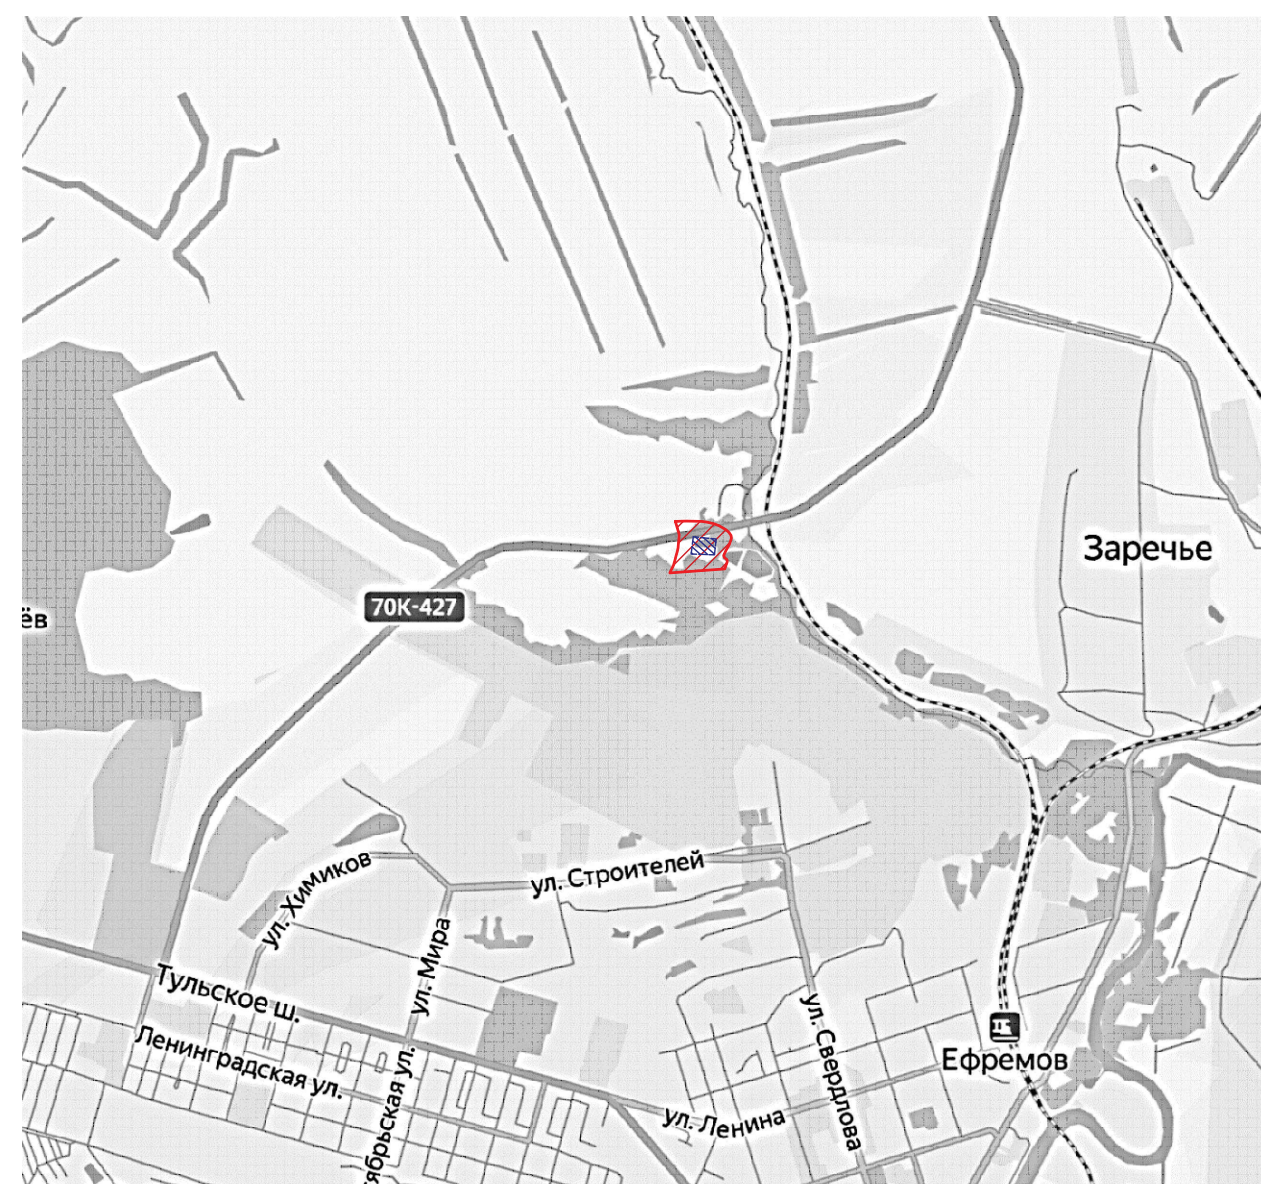 Заречье
70К-427
ёв
ул. Строителей
ул. Химиков
ул. Мира
Тульское ш.
ул. Свердлова
Ленинградская ул.
Ефремов
ябрьская ул.
ул. Ленина